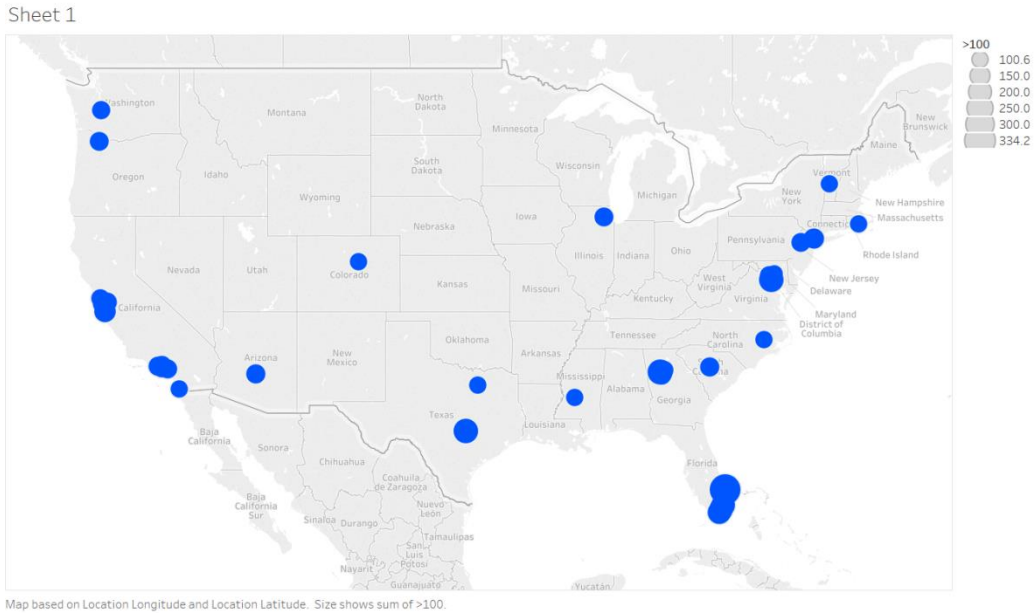 Sheet 1
>100
100.6
150.0
200.0
250.0
300.0
334.2
Washington
Montana
North
Dakota
Minnesota
New
Brunswick
Maine
Oregon
Idaho
South
Dakota
Wisconsin
Vermont
Wyoming
Michigan
New
York
New Hampshire
Massachusetts
Iowa
Nebraska
Connecticut
Pennsylvania
Rhode Island
Nevada
Utah
Colorado
Illinois
Indiana
Ohio
New Jersey
Kansas
Missouri
West
Virginia
Delaware
California
Kentucky
Virginia
Maryland
District of
Columbia
Oklahoma
Tennessee
North
Carolina
Arizona
New
Mexico
Arkansas
Mississippi
Alabama
South
Carolina
Georgia
Texas
Louisiana
Baja
California
Sonora
Chihuahua
Florida
Coahuila
de Zaragoza
Baja
California
Sur
Nuevo
León
Sinaloa
Durango
Tamaulipas
San
Luis
Potosí
Nayarit
Guanajuato
Yucatán
Map based on Location Longitude and Location Latitude. Size shows sum of >100.